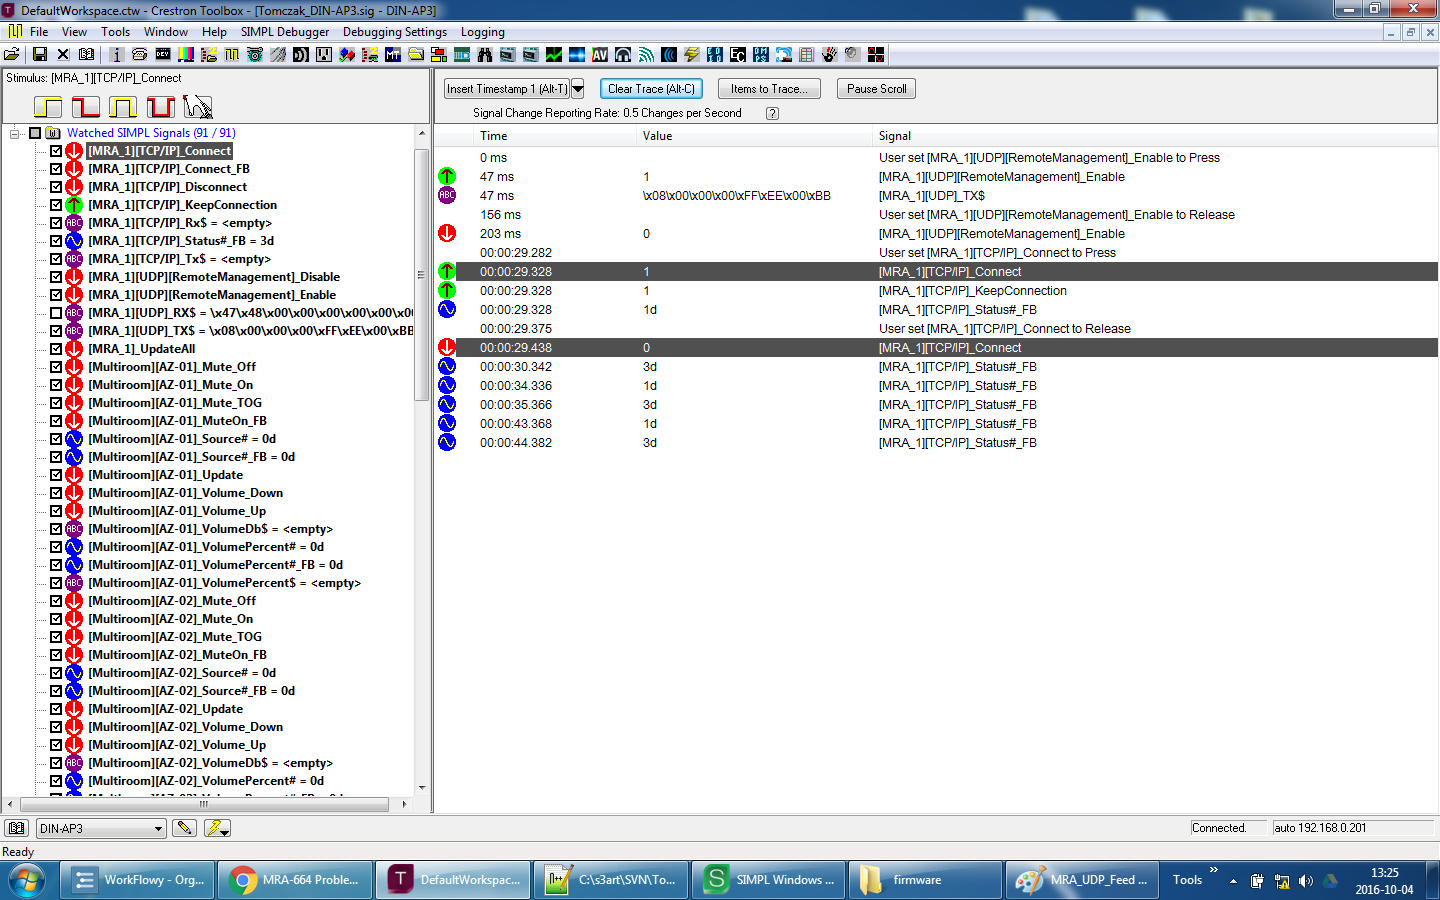 DefaultWorkspace.ctw - Crestron Toolbox - [Tomczak_DIN-AP3.sig - DIN-AP3]
File View Tools Window Help SIMPL Debugger Debugging Settings Logging
Stimulus: [MRA_1][TCP/IP]_Connect
Insert Timestamp 1 (Alt-T) Clear Trace (Alt-C) Items to Trace... Pause Scroll
Signal Change Reporting Rate: 0.5 Changes per Second ?
Watched SIMPL Signals (91 / 91)
[MRA_1][TCP/IP]_Connect
[MRA_1][TCP/IP]_Connect_FB
[MRA_1][TCP/IP]_Disconnect
[MRA_1][TCP/IP]_KeepConnection
[MRA_1][TCP/IP]_Rx$ = <empty>
[MRA_1][TCP/IP]_Status#_FB = 3d
[MRA_1][TCP/IP]_Tx$ = <empty>
[MRA_1][UDP][RemoteManagement]_Disable
[MRA_1][UDP][RemoteManagement]_Enable
[MRA_1][UDP]_RX$ = \x47\x48\x00\x00\x00\x00\x00
[MRA_1][UDP]_TX$ = \x08\x00\x00\x00\xFF\xEE\x00\xBB
[MRA_1]_UpdateAll
[Multiroom][AZ-01]_Mute_Off
[Multiroom][AZ-01]_Mute_On
[Multiroom][AZ-01]_Mute_TOG
[Multiroom][AZ-01]_MuteOn_FB
[Multiroom][AZ-01]_Source# = 0d
[Multiroom][AZ-01]_Source#_FB = 0d
[Multiroom][AZ-01]_Update
[Multiroom][AZ-01]_Volume_Down
[Multiroom][AZ-01]_Volume_Up
[Multiroom][AZ-01]_VolumeDb$ = <empty>
[Multiroom][AZ-01]_VolumePercent# = 0d
[Multiroom][AZ-01]_VolumePercent#_FB = 0d
[Multiroom][AZ-01]_VolumePercent$ = <empty>
[Multiroom][AZ-02]_Mute_Off
[Multiroom][AZ-02]_Mute_On
[Multiroom][AZ-02]_Mute_TOG
[Multiroom][AZ-02]_MuteOn_FB
[Multiroom][AZ-02]_Source# = 0d
[Multiroom][AZ-02]_Source#_FB = 0d
[Multiroom][AZ-02]_Update
[Multiroom][AZ-02]_Volume_Down
[Multiroom][AZ-02]_Volume_Up
[Multiroom][AZ-02]_VolumeDb$ = <empty>
[Multiroom][AZ-02]_VolumePercent# = 0d
Time Value Signal
0 ms User set [MRA_1][UDP][RemoteManagement]_Enable to Press
47 ms 1 [MRA_1][UDP][RemoteManagement]_Enable
47 ms \x08\x00\x00\x00\xFF\xEE\x00\xBB [MRA_1][UDP]_TX$
156 ms User set [MRA_1][UDP][RemoteManagement]_Enable to Release
203 ms 0 [MRA_1][UDP][RemoteManagement]_Enable
00:00:29.282 User set [MRA_1][TCP/IP]_Connect to Press
00:00:29.328 1 [MRA_1][TCP/IP]_Connect
00:00:29.328 1 [MRA_1][TCP/IP]_KeepConnection
00:00:29.328 1d [MRA_1][TCP/IP]_Status#_FB
00:00:29.375 User set [MRA_1][TCP/IP]_Connect to Release
00:00:29.438 0 [MRA_1][TCP/IP]_Connect
00:00:30.342 3d [MRA_1][TCP/IP]_Status#_FB
00:00:34.336 1d [MRA_1][TCP/IP]_Status#_FB
00:00:35.366 3d [MRA_1][TCP/IP]_Status#_FB
00:00:43.368 1d [MRA_1][TCP/IP]_Status#_FB
00:00:44.382 3d [MRA_1][TCP/IP]_Status#_FB
DIN-AP3 Connected. auto 192.168.0.201
Ready
WorkFlowy - Org... MRA-664 Proble... DefaultWorkspac... C:\s3art\SVN\To... SIMPL Windows ... firmware MRA_UDP_Feed ... Tools 13:25
2016-10-04